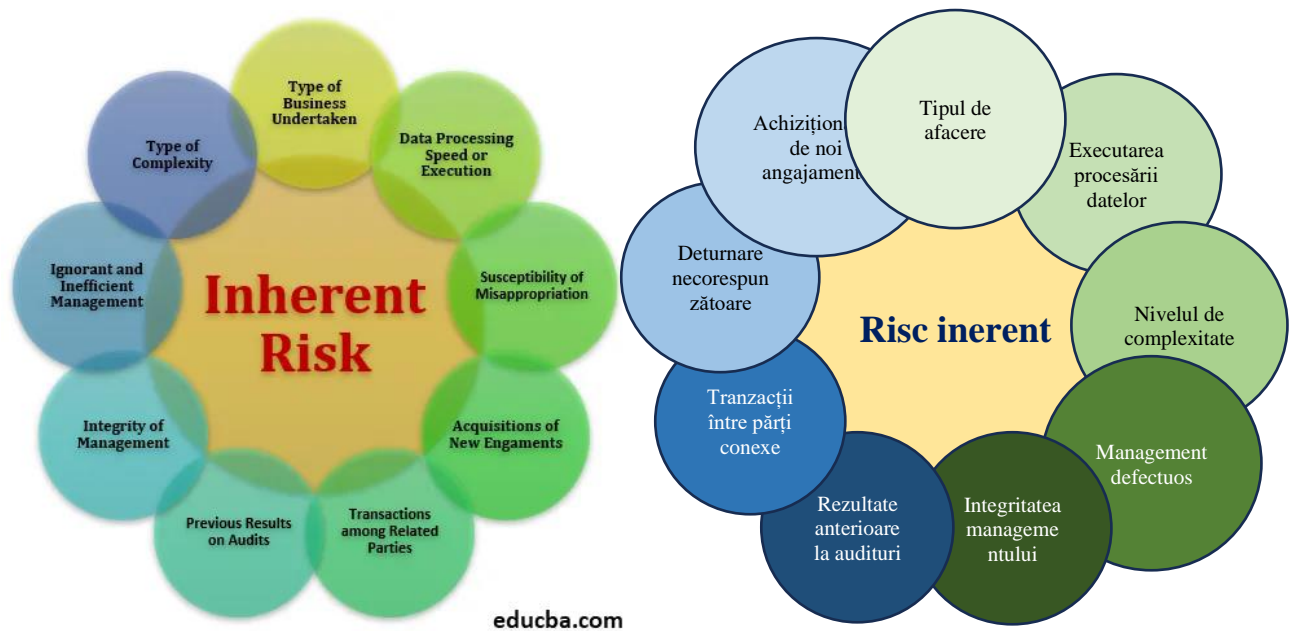 Type of
Business
Undertaken
Data Processing
Speed or
Execution
Susceptibility of
Misappropriation
Acquisitions of
New Engaments
Transactions
among Related
Parties
Previous Results
on Audits
Integrity of
Management
Ignorant and
Inefficient
Management
Type of
Complexity
Inherent
Risk
educba.com
Tipul de
afacere
Executarea
procesării
datelor
Nivelul de
complexitate
Management
defectuos
Integritatea
manageme
ntului
Rezultate
anterioare
la audituri
Tranzacții
între părți
conexe
Deturnare
necorespun
zătoare
Achizițion
de noi
angajament
Risc inerent